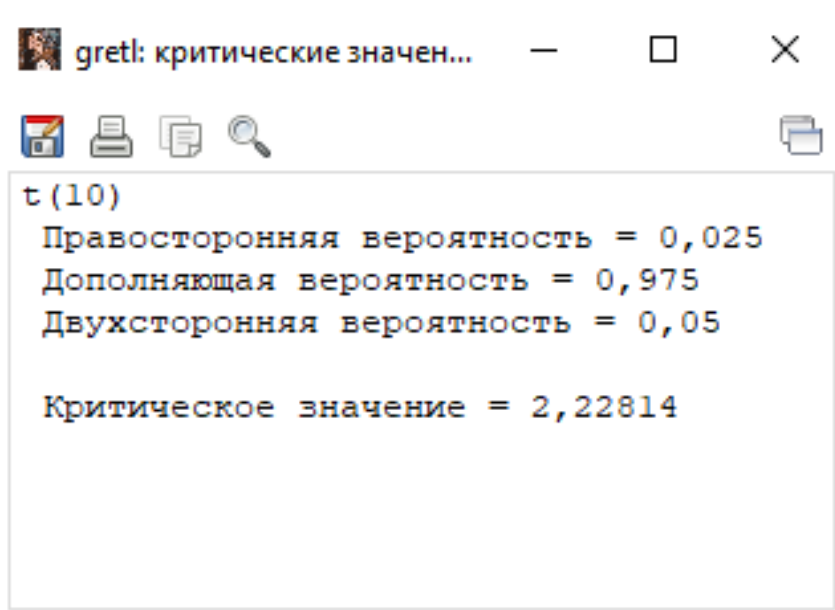 gretl: критические значен...
t(10)
Правосторонняя вероятность = 0,025
Дополняющая вероятность = 0,975
Двухсторонняя вероятность = 0,05
Критическое значение = 2,22814